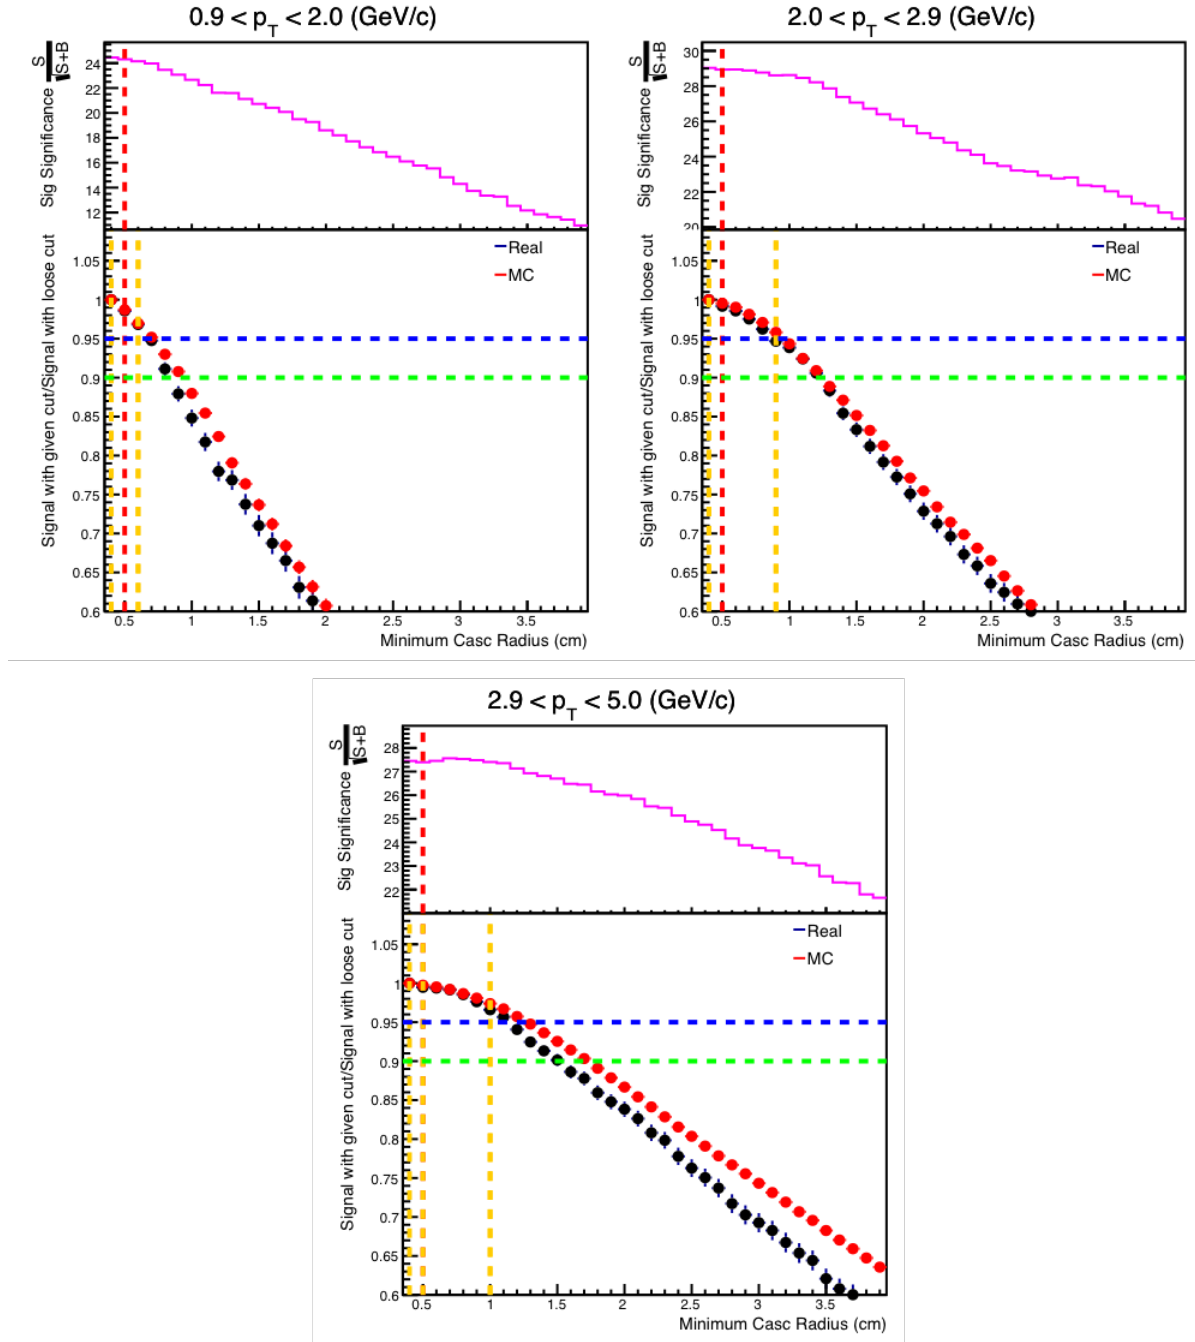 0.9 < p_T < 2.0 (GeV/c)
Sig Significance S/√S+B
24
22
20
18
16
14
12
Signal with given cut/Signal with loose cut
Real
MC
1.05
1
0.95
0.9
0.85
0.8
0.75
0.7
0.65
0.6
0.5 1 1.5 2 2.5 3 3.5
Minimum Casc Radius (cm)
2.0 < p_T < 2.9 (GeV/c)
Sig Significance S/√S+B
30
28
26
24
22
20
Signal with given cut/Signal with loose cut
Real
MC
1.05
1
0.95
0.9
0.85
0.8
0.75
0.7
0.65
0.6
0.5 1 1.5 2 2.5 3 3.5
Minimum Casc Radius (cm)
2.9 < p_T < 5.0 (GeV/c)
Sig Significance S/√S+B
28
27
26
25
24
23
22
Signal with given cut/Signal with loose cut
Real
MC
1.05
1
0.95
0.9
0.85
0.8
0.75
0.7
0.65
0.6
0.5 1 1.5 2 2.5 3 3.5
Minimum Casc Radius (cm)